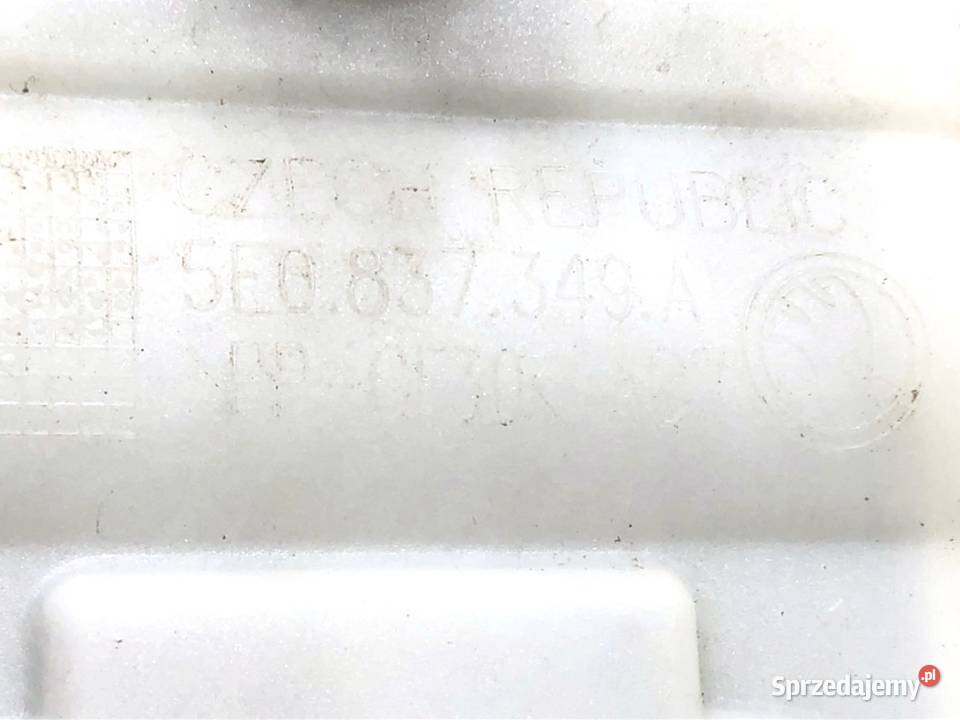 CZECH REPUBLIC
5E0.837.349.A
Sprzedajemy.pl